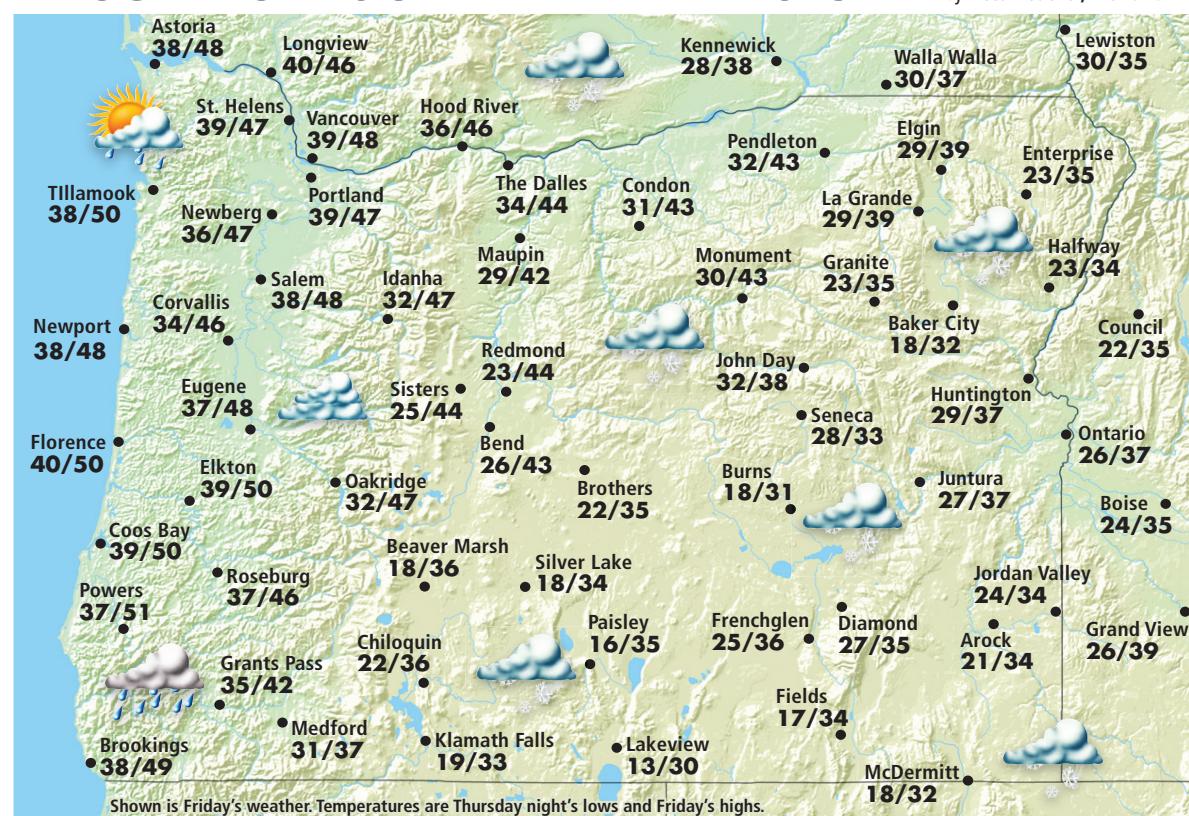 Astoria
38/48
Longview
40/46
Kennewick
28/38
Walla Walla
30/37
Lewiston
30/35
St. Helens
39/47
Vancouver
39/48
Hood River
36/46
Pendleton
32/43
Elgin
29/39
Enterprise
23/35
TIllamook
38/50
Portland
39/47
The Dalles
34/44
Condon
31/43
La Grande
29/39
Newberg
36/47
Maupin
29/42
Monument
30/43
Granite
23/35
Halfway
23/34
Salem
38/48
Idanha
32/47
Corvallis
34/46
Newport
38/48
Baker City
18/32
Council
22/35
Redmond
23/44
John Day
32/38
Eugene
37/48
Sisters
25/44
Huntington
29/37
Seneca
28/33
Florence
40/50
Bend
26/43
Ontario
26/37
Elkton
39/50
Oakridge
32/47
Brothers
22/35
Burns
18/31
Juntura
27/37
Boise
24/35
Coos Bay
39/50
Beaver Marsh
18/36
Silver Lake
18/34
Roseburg
37/46
Jordan Valley
24/34
Powers
37/51
Paisley
16/35
Frenchglen
25/36
Diamond
27/35
Arock
21/34
Grand View
26/39
Chiloquin
22/36
Grants Pass
35/42
Fields
17/34
Medford
31/37
Klamath Falls
19/33
Lakeview
13/30
Brookings
38/49
McDermitt
18/32
Shown is Friday's weather. Temperatures are Thursday night's lows and Friday's highs.